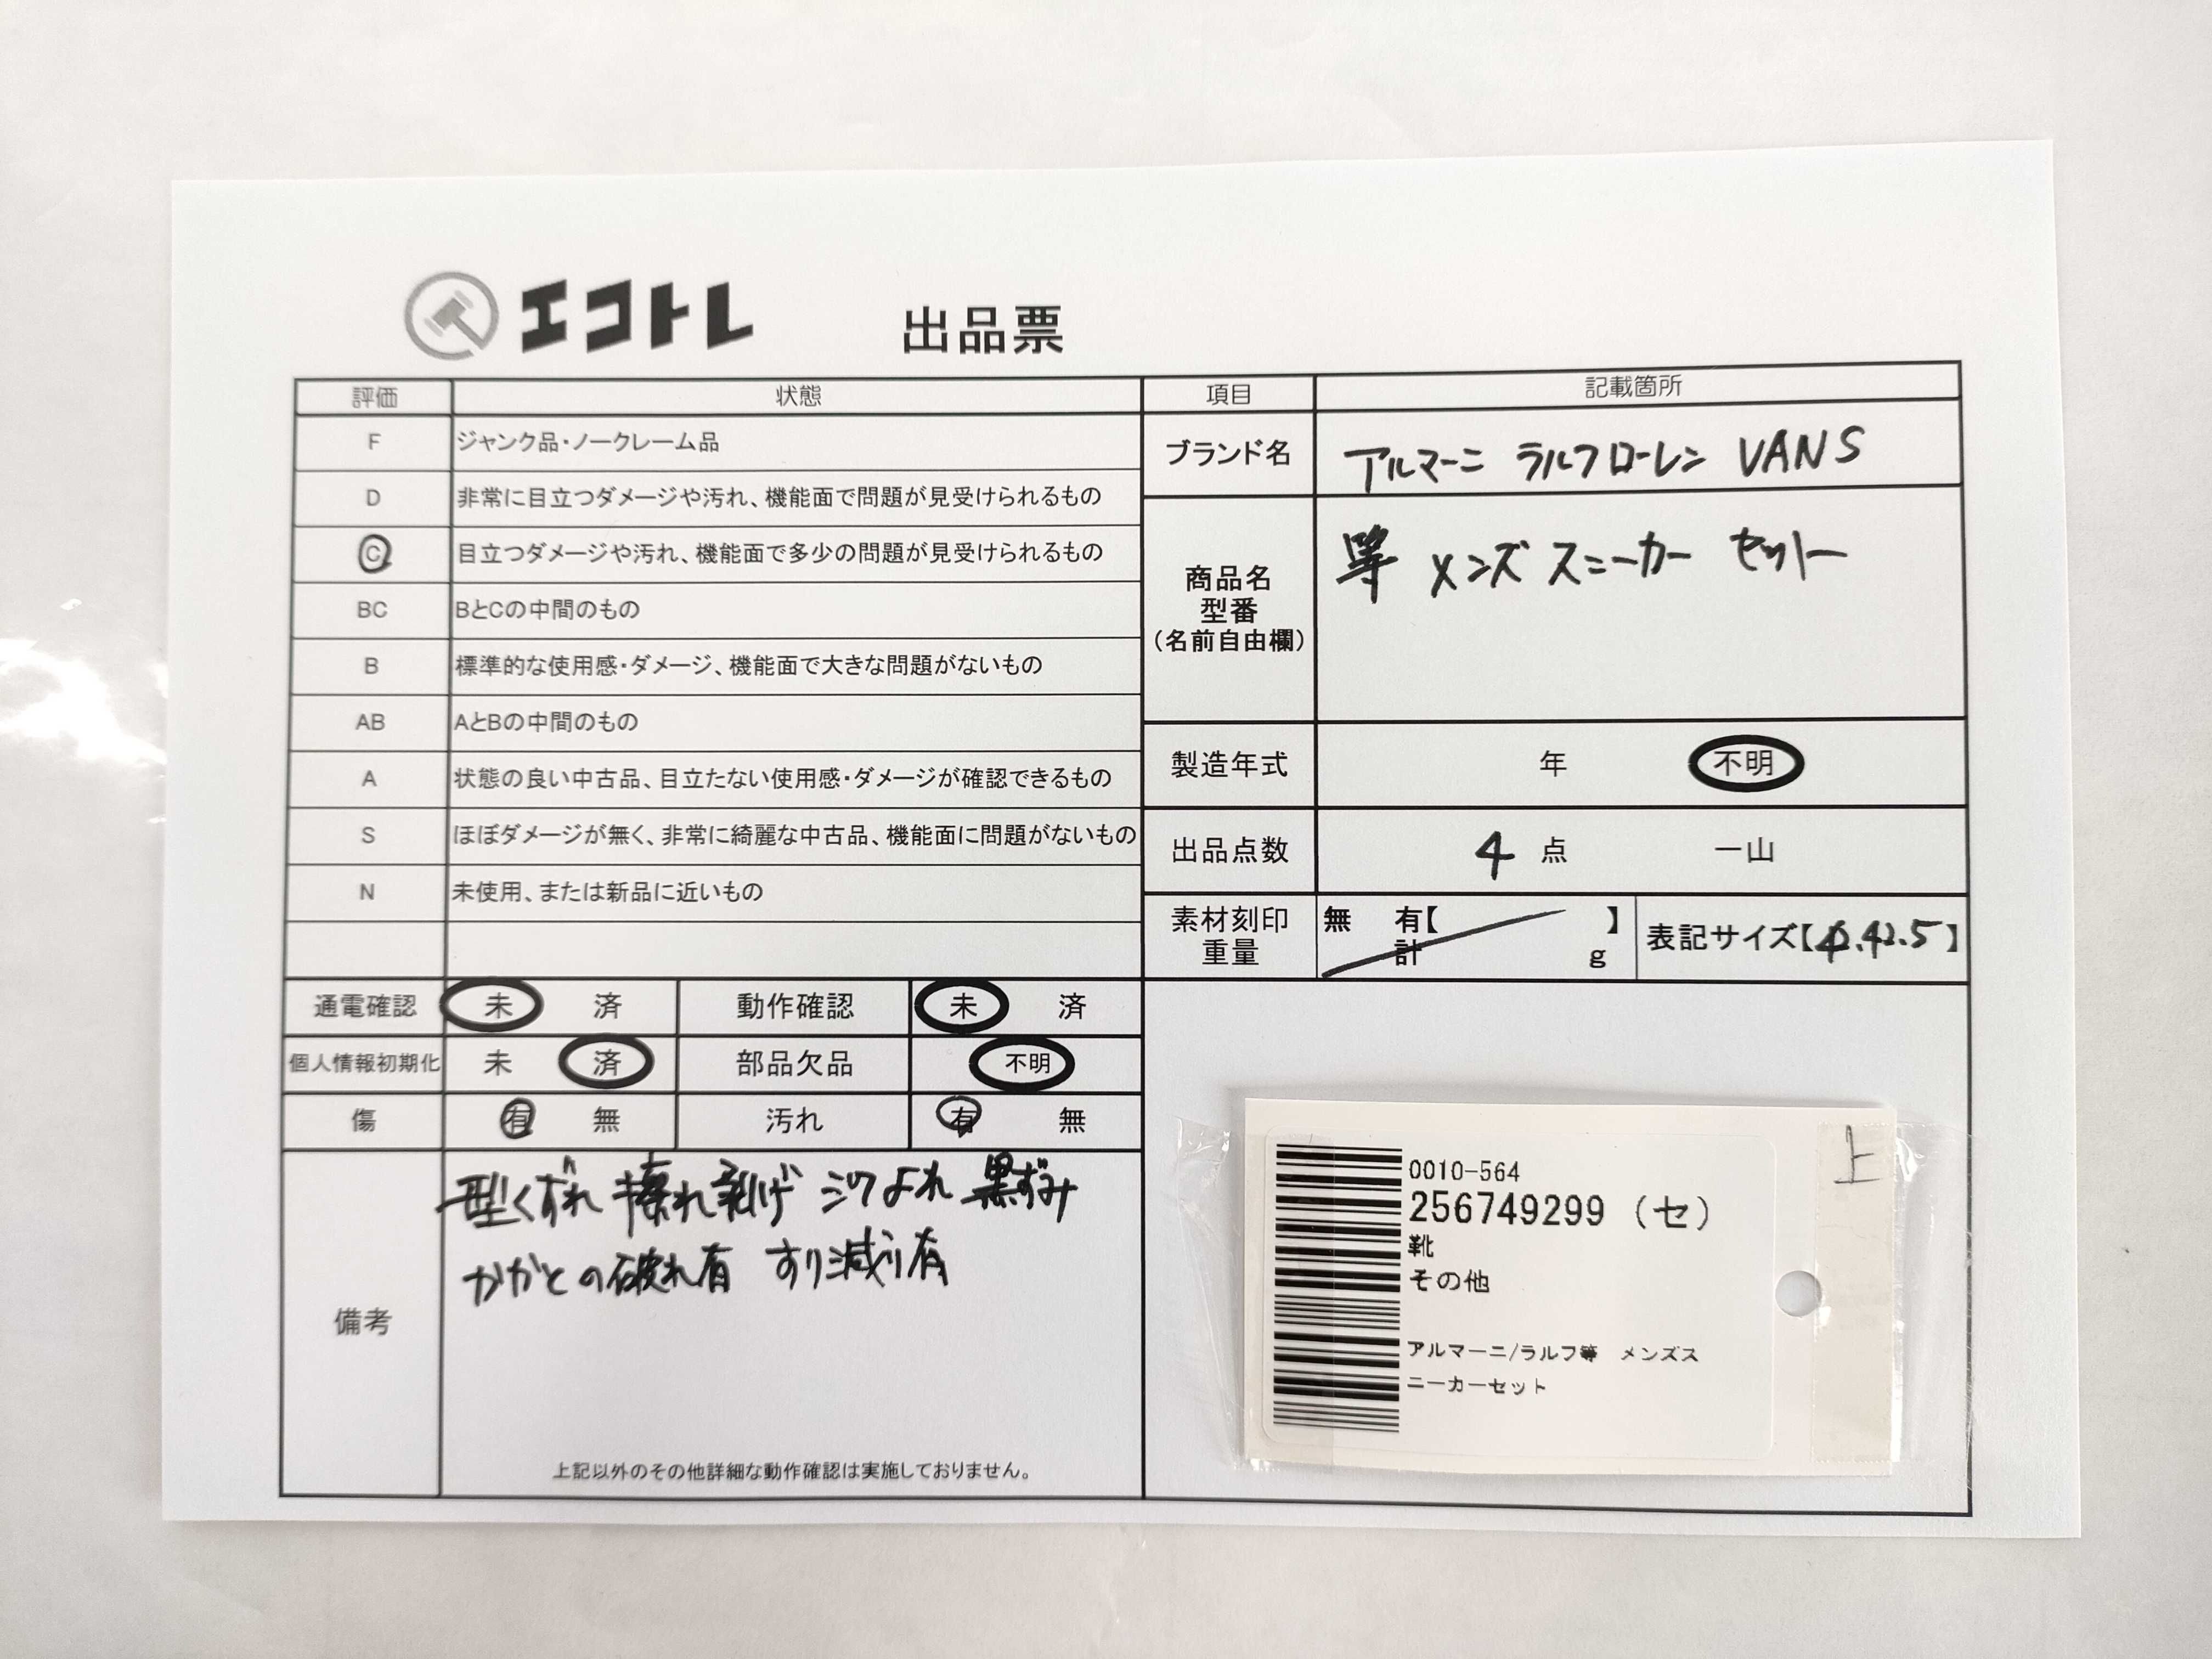 エコトレ 出品票
評価 状態 項目 記載箇所
F ジャンク品・ノークレーム品
D 非常に目立つダメージや汚れ、機能面で問題が見受けられるもの
C 目立つダメージや汚れ、機能面で多少の問題が見受けられるもの
BC BとCの中間のもの
B 標準的な使用感・ダメージ、機能面で大きな問題がないもの
AB AとBの中間のもの
A 状態の良い中古品、目立たない使用感・ダメージが確認できるもの
S ほぼダメージが無く、非常に綺麗な中古品、機能面に問題がないもの
N 未使用、または新品に近いもの
ブランド名 アルマーニ ラルフローレン VANS
商品名
型番
(名前自由欄)
等 メンズ スニーカー セット
製造年式 年 不明
出品点数 4 点 一山
素材刻印 無 有【 】
重量 計 g
表記サイズ【 42.5】
通電確認 未 済 動作確認 未 済
個人情報初期化 未 済 部品欠品 不明
傷 有 無 汚れ 有 無
備考
型くずれ 擦れ剥げ シワよれ 黒ずみ
かかとの破れ有 すり減り有
上記以外のその他詳細な動作確認は実施しておりません。
上
0010-564
256749299 (セ)
靴
その他
アルマーニ/ラルフ等 メンズス
ニーカーセット